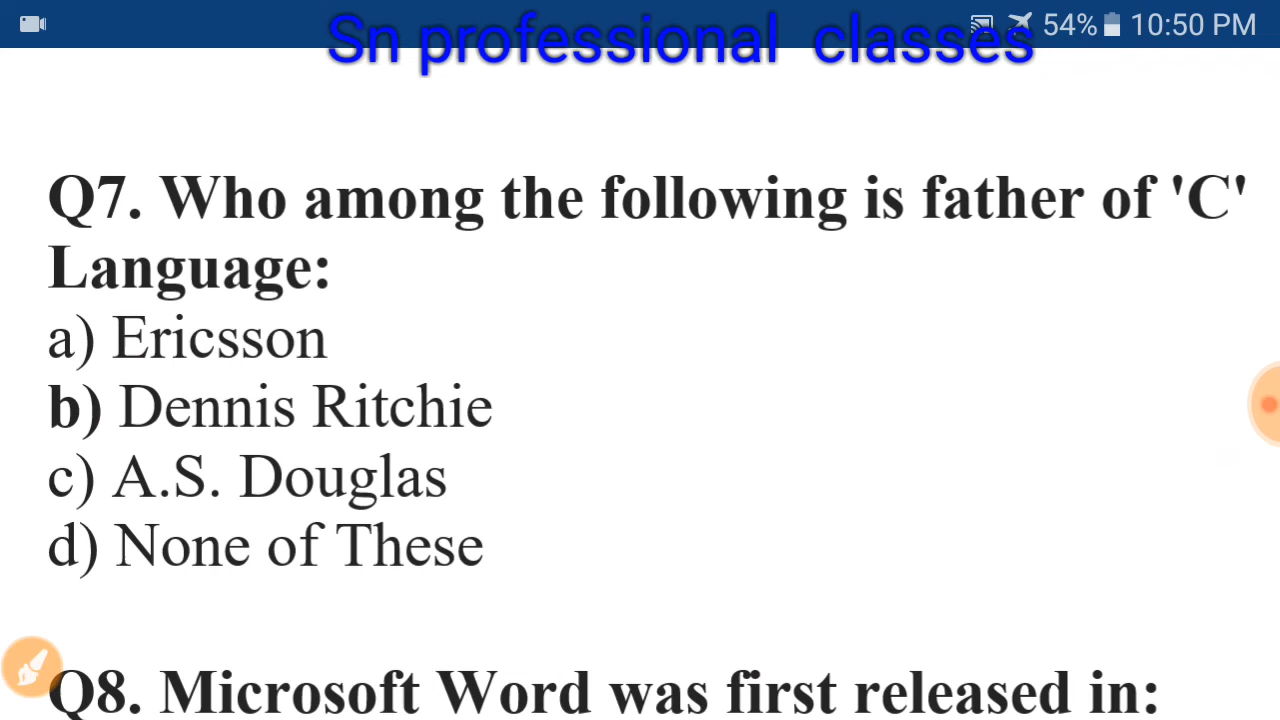 Sn professional classes
54% 10:50 PM
Q7. Who among the following is father of 'C'
Language:
a) Ericsson
b) Dennis Ritchie
c) A.S. Douglas
d) None of These
Q8. Microsoft Word was first released in: